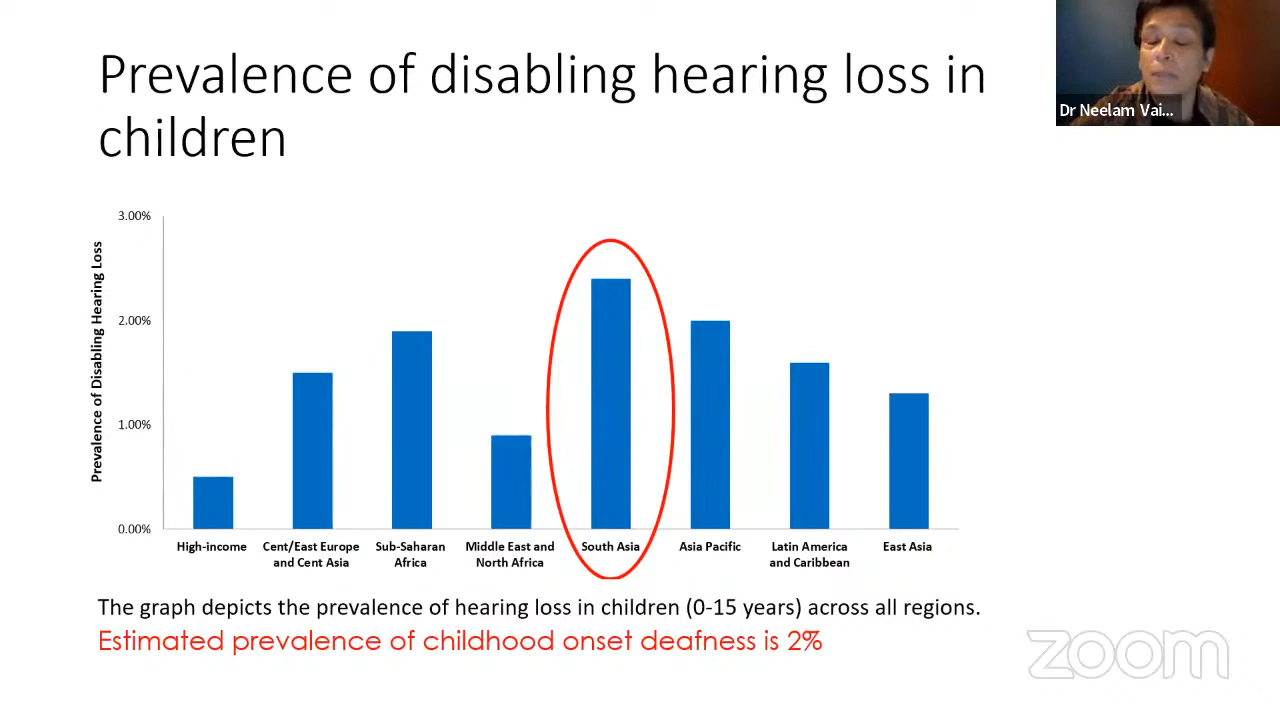 Prevalence of disabling hearing loss in
children
Dr Neelam Vai...
Prevalence of Disabling Hearing Loss
3.00%
2.00%
1.00%
0.00%
High-income
Cent/East Europe
and Cent Asia
Sub-Saharan
Africa
Middle East and
North Africa
South Asia
Asia Pacific
Latin America
and Caribbean
East Asia
The graph depicts the prevalence of hearing loss in children (0-15 years) across all regions.
Estimated prevalence of childhood onset deafness is 2%
zoom